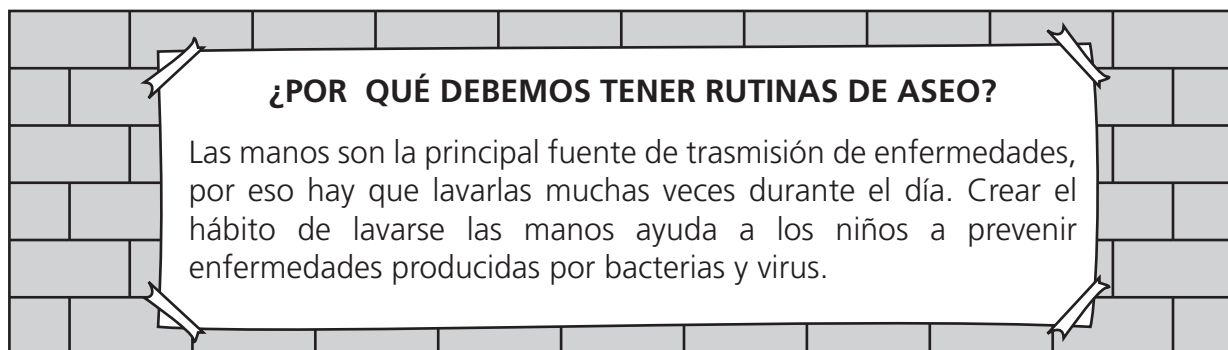 ¿POR QUÉ DEBEMOS TENER RUTINAS DE ASEO?
Las manos son la principal fuente de trasmisión de enfermedades,
por eso hay que lavarlas muchas veces durante el día. Crear el
hábito de lavarse las manos ayuda a los niños a prevenir
enfermedades producidas por bacterias y virus.